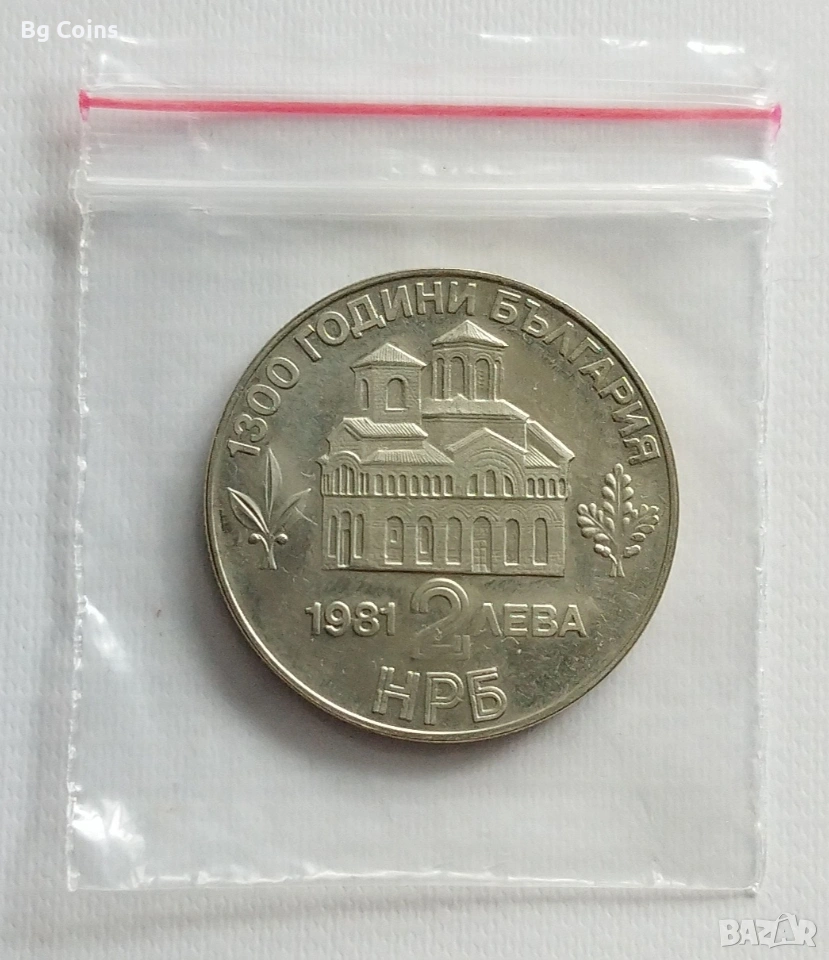 Bg Coins
1300 ГОДИНИ БЪЛГАРИЯ
1981 2 ЛЕВА
НРБ
BAZAR